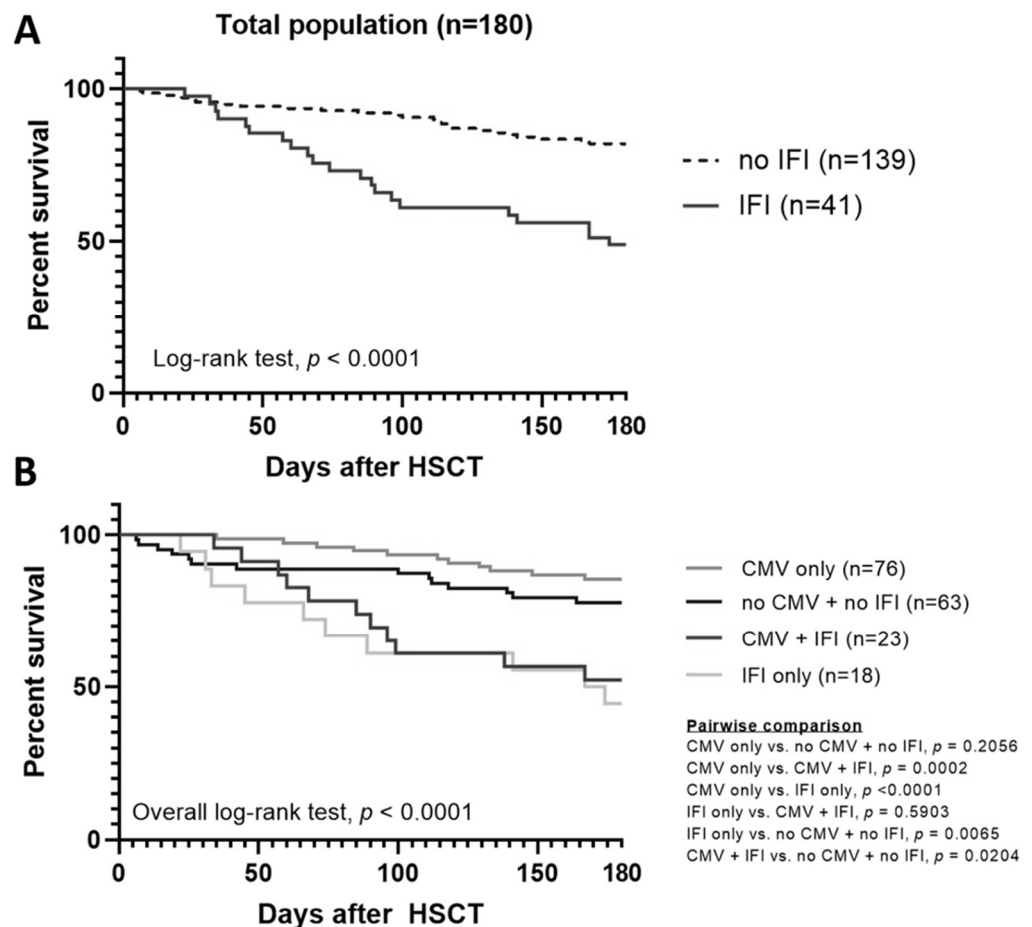 A
Total population (n=180)
100
50
0
Percent survival
Log-rank test, p < 0.0001
0 50 100 150 180
Days after HSCT
no IFI (n=139)
IFI (n=41)
B
100
50
0
Percent survival
Overall log-rank test, p < 0.0001
0 50 100 150 180
Days after HSCT
CMV only (n=76)
no CMV + no IFI (n=63)
CMV + IFI (n=23)
IFI only (n=18)
Pairwise comparison
CMV only vs. no CMV + no IFI, p = 0.2056
CMV only vs. CMV + IFI, p = 0.0002
CMV only vs. IFI only, p <0.0001
IFI only vs. CMV + IFI, p = 0.5903
IFI only vs. no CMV + no IFI, p = 0.0065
CMV + IFI vs. no CMV + no IFI, p = 0.0204